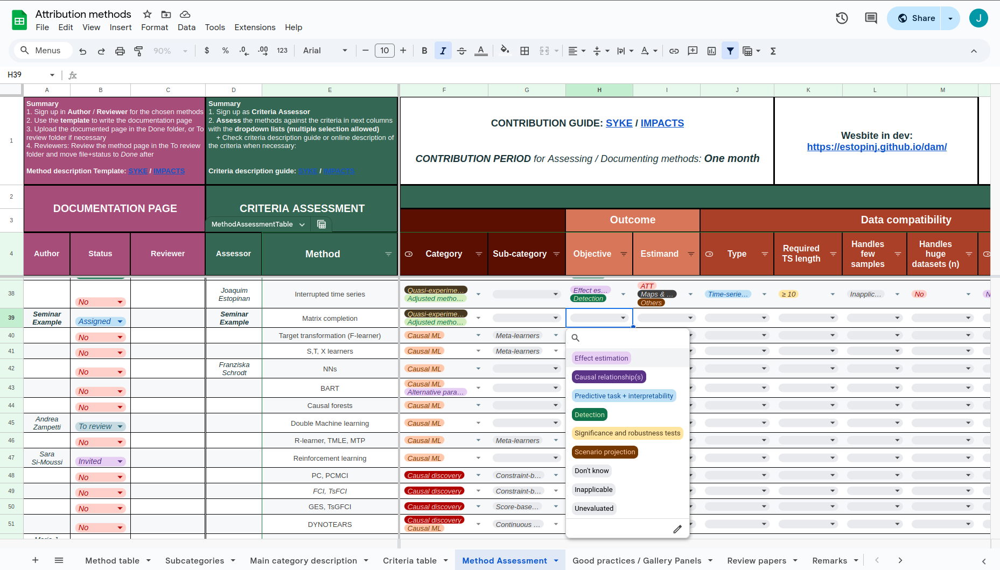 Attribution methods
File Edit View Insert Format Data Tools Extensions Help
Share
J
Menus
90%
$ % .0 .00 123
Arial
10
B I A
H39
fx
A B C D E F G H I J K L M
1
Summary
1. Sign up in Author / Reviewer for the chosen methods
2. Use the template to write the documentation page
3. Upload the documented page in the Done folder, or To
review folder if necessary
4. Reviewers: Review the method page in the To review
folder and move file+status to Done after
Method description Template: SYKE / IMPACTS
Summary
1. Sign up as Criteria Assessor
2. Assess the methods against the criteria in next columns
with the dropdown lists (multiple selection allowed)
+ Check criteria description guide or online description of
the criteria when necessary:
Criteria description guide: SYKE / IMPACTS
CONTRIBUTION GUIDE: SYKE / IMPACTS
CONTRIBUTION PERIOD for Assessing / Documenting methods: One month
Wesbite in dev:
https://estopinj.github.io/dam/
2
3
DOCUMENTATION PAGE
CRITERIA ASSESSMENT
MethodAssessmentTable
Outcome
Data compatibility
4
Author
Status
Reviewer
Assessor
Method
Category
Sub-category
Objective
Estimand
Type
Required
TS length
Handles
few
samples
Handles
huge
datasets (n)
38
No
Joaquim
Estopinan
Interrupted time series
Quasi-experime…
Adjusted metho…
Effect es…
Detection
ATT
Maps & …
Others
Time-serie…
≥ 10
Inapplic…
No
39
Seminar
Example
Assigned
Seminar
Example
Matrix completion
Quasi-experime…
Adjusted metho…
40
No
Target transformation (F-learner)
Causal ML
Meta-learners
41
No
S,T, X learners
Causal ML
Meta-learners
42
No
Franziska
Schrodt
NNs
Causal ML
43
No
BART
Causal ML
Alternative para…
44
No
Causal forests
Causal ML
45
Andrea
Zampetti
To review
Double Machine learning
Causal ML
46
No
R-learner, TMLE, MTP
Causal ML
Meta-learners
47
Sara
Si-Moussi
Invited
Reinforcement learning
Causal ML
48
No
PC, PCMCI
Causal discovery
Constraint-b…
49
No
FCI, TsFCI
Causal discovery
Constraint-b…
50
No
GES, TsGFCI
Causal discovery
Score-base…
51
No
DYNOTEARS
Causal discovery
Causal ML
Continuous …
Effect estimation
Causal relationship(s)
Predictive task + interpretability
Detection
Significance and robustness tests
Scenario projection
Don't know
Inapplicable
Unevaluated
Method table
Subcategories
Main category description
Criteria table
Method Assessment
Good practices / Gallery Panels
Review papers
Remarks